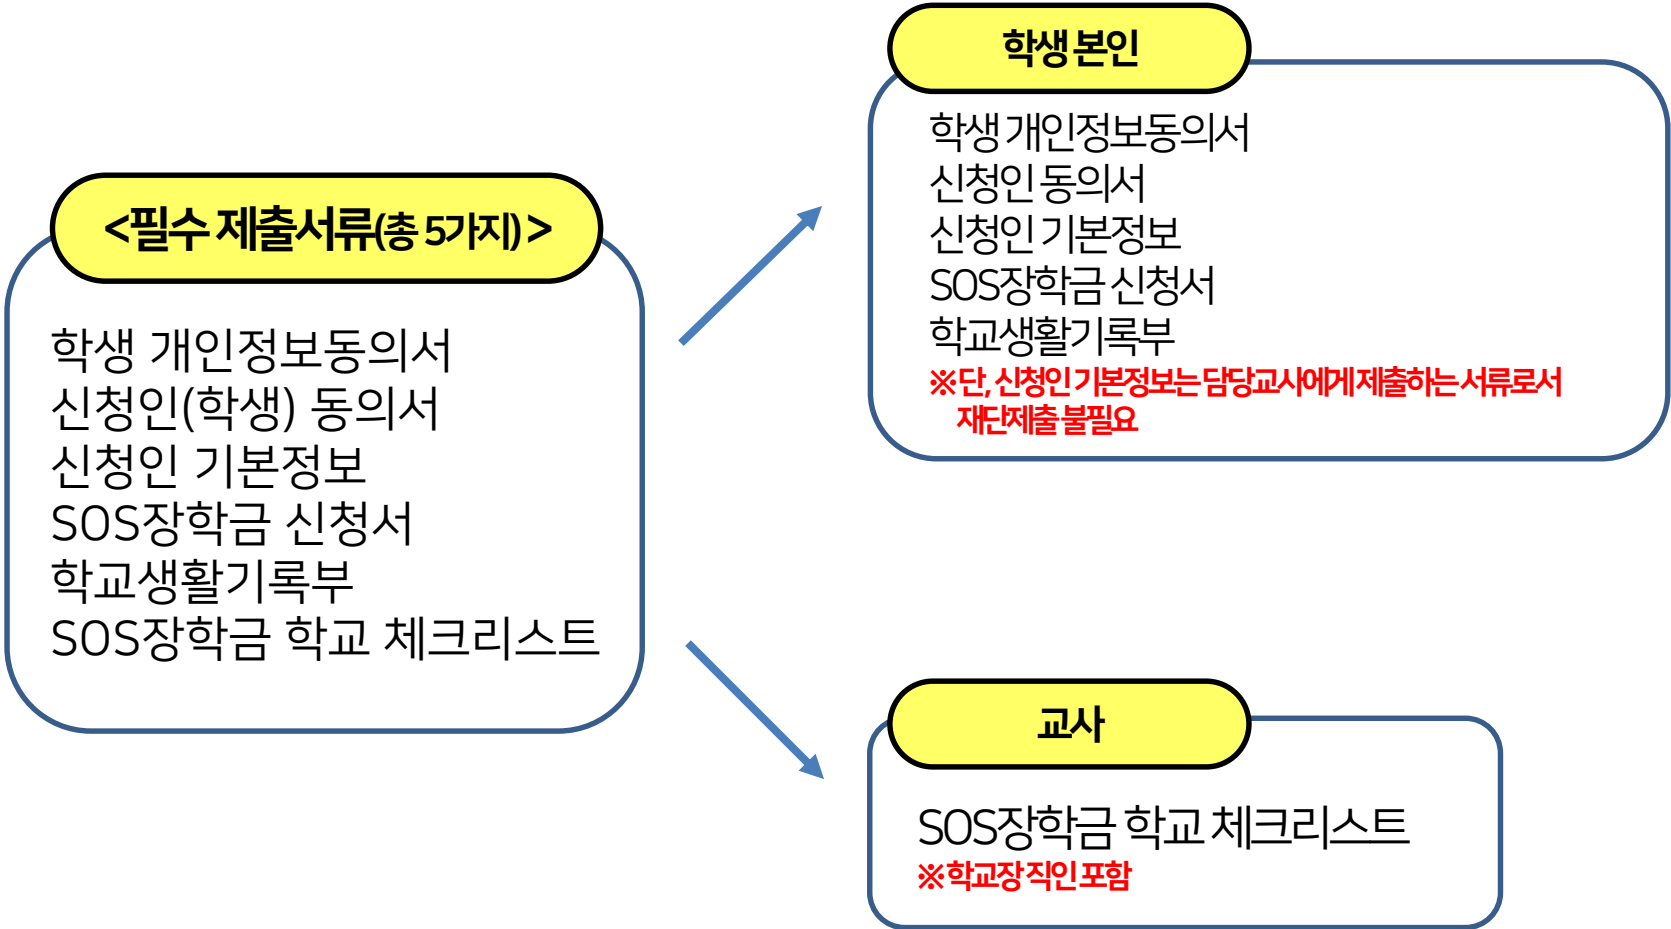 <필수 제출서류(총 5가지) >
학생 개인정보동의서
신청인(학생) 동의서
신청인 기본정보
SOS장학금 신청서
학교생활기록부
SOS장학금 학교 체크리스트
학생 본인
학생 개인정보동의서
신청인 동의서
신청인 기본정보
SOS장학금 신청서
학교생활기록부
※ 단, 신청인 기본정보는 담당교사에게 제출하는 서류로서
재단제출 불필요
교사
SOS장학금 학교 체크리스트
※ 학교장 직인 포함